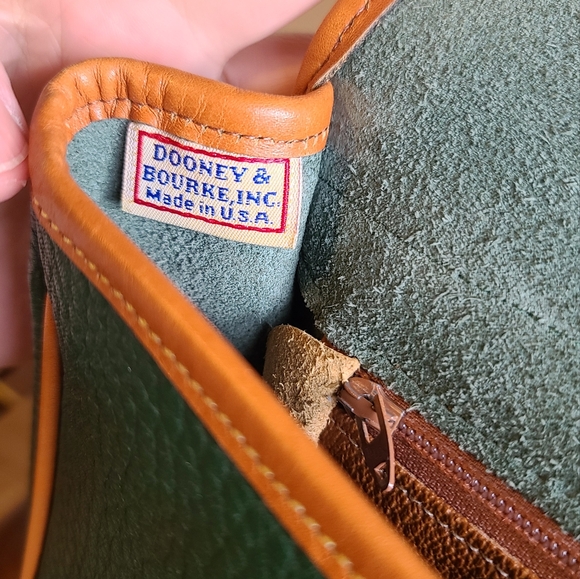 DOONEY &
BOURKE, INC.
Made in U.S.A.